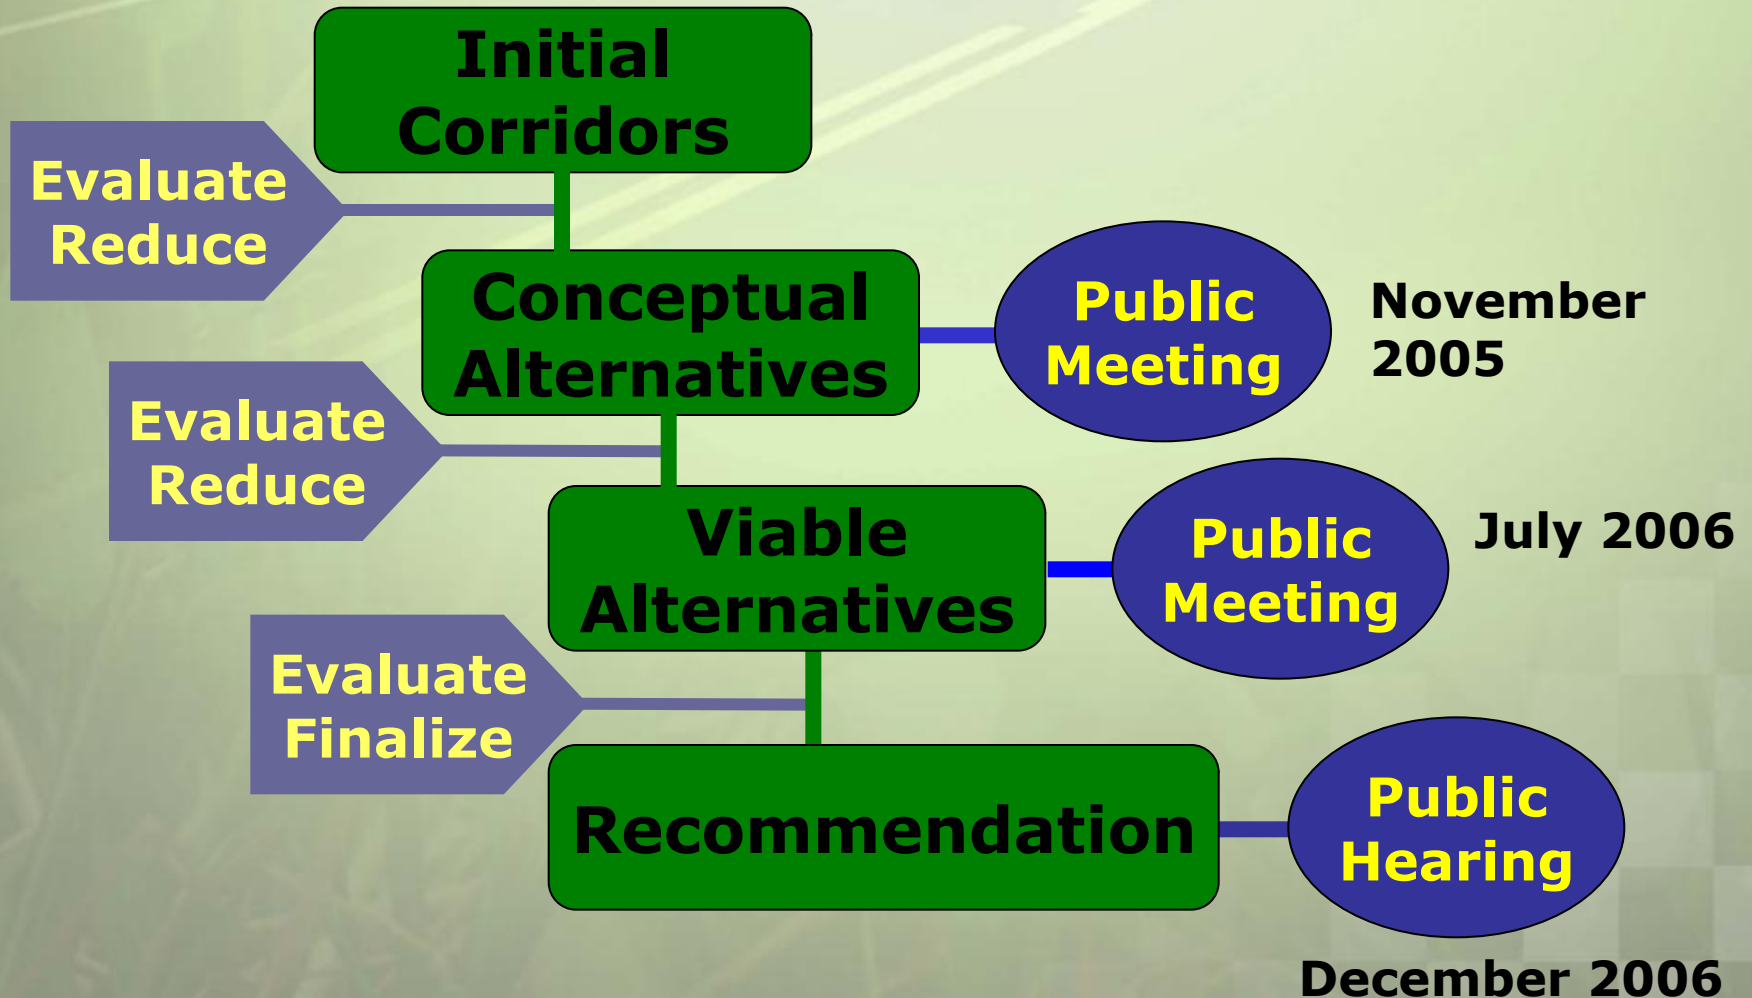 Initial
Corridors
Evaluate
Reduce
Conceptual
Alternatives
Public
Meeting
November
2005
Evaluate
Reduce
Viable
Alternatives
Public
Meeting
July 2006
Evaluate
Finalize
Recommendation
Public
Hearing
December 2006